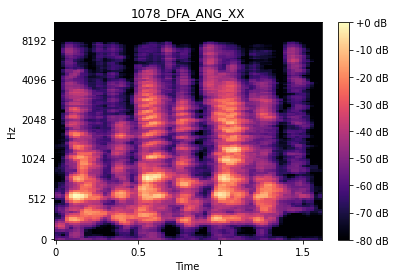 1078_DFA_ANG_XX
8192
4096
2048
1024
512
0
Hz
0
0.5
1
1.5
Time
+0 dB
-10 dB
-20 dB
-30 dB
-40 dB
-50 dB
-60 dB
-70 dB
-80 dB